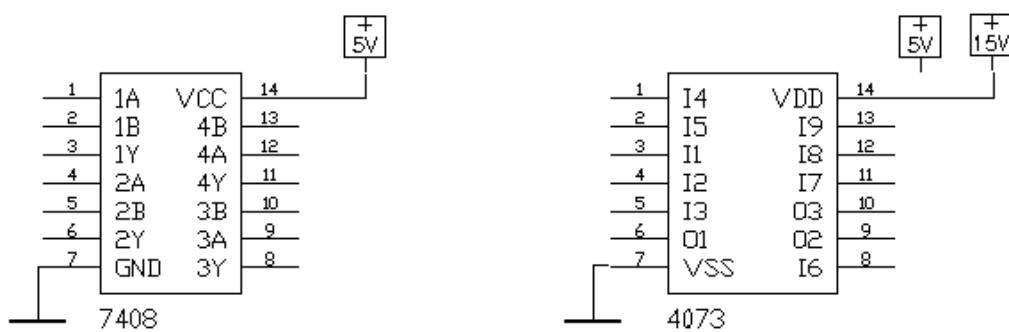 +
5V
+
5V
+
15V
1 1A VCC 14
2 1B 4B 13
3 1Y 4A 12
4 2A 4Y 11
5 2B 3B 10
6 2Y 3A 9
7 GND 3Y 8
7408
1 I4 VDD 14
2 I5 I9 13
3 I1 I8 12
4 I2 I7 11
5 I3 O3 10
6 O1 O2 9
7 VSS I6 8
4073